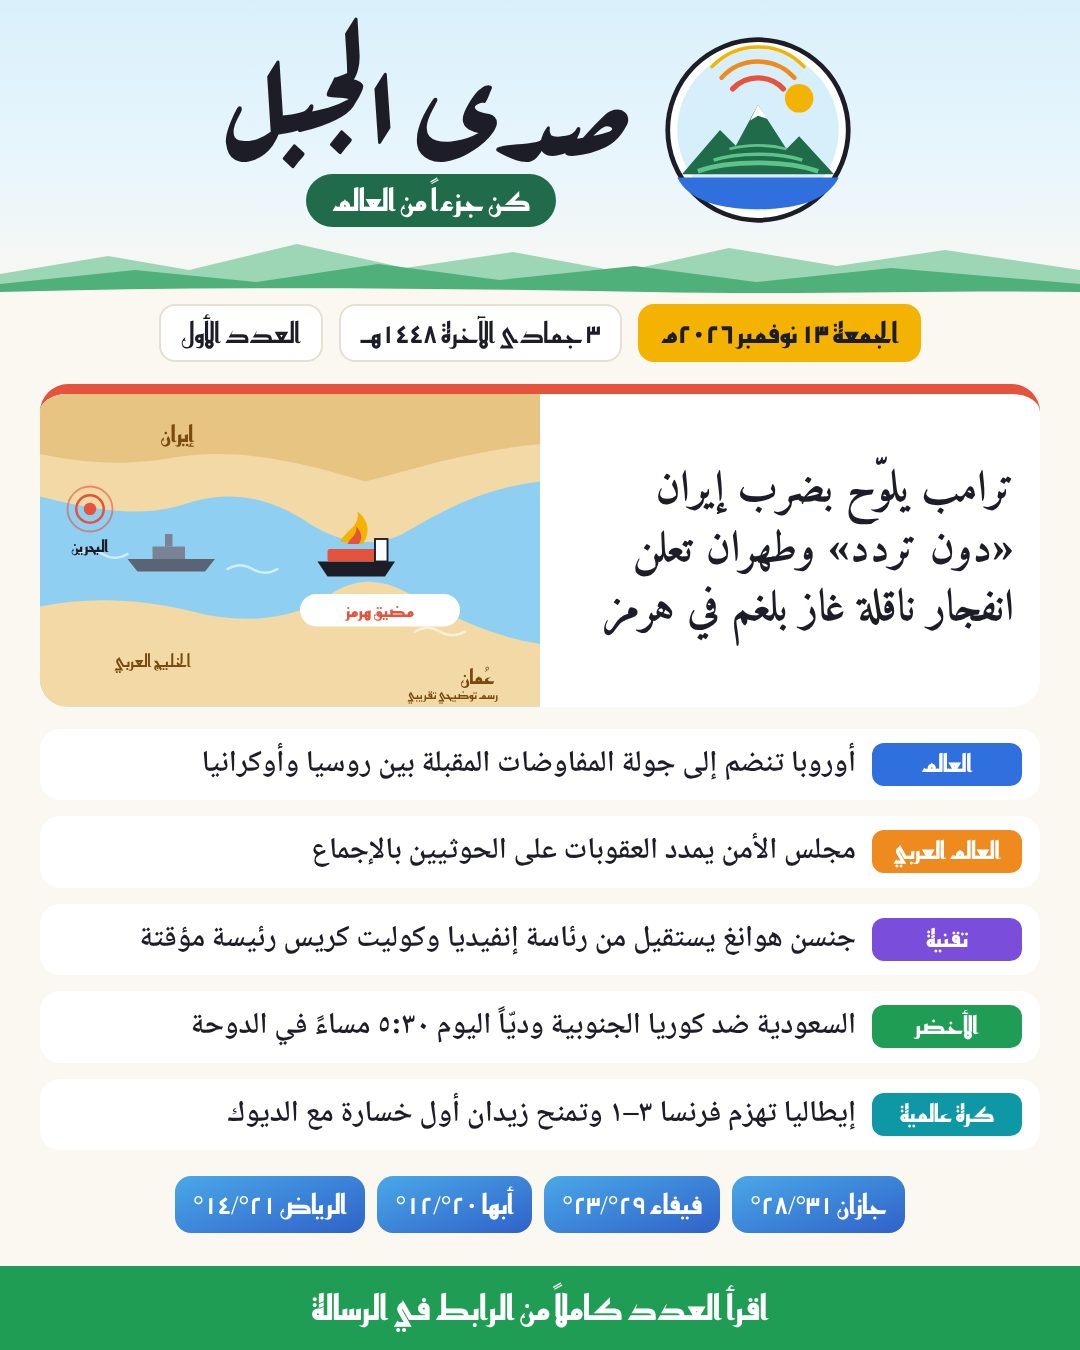 صدى الجبل
كن جزءاً من العالم
الجمعة ١٣ نوفمبر ٢٠٢٦م
٣ جمادى الآخرة ١٤٤٨هـ
العدد الأول
ترامب يلوّح بضرب إيران
«دون تردد» وطهران تعلن
انفجار ناقلة غاز بلغم في هرمز
إيران
البحرين
مضيق هرمز
الخليج العربي
عُمان
رسم توضيحي تقريبي
العالم
أوروبا تنضم إلى جولة المفاوضات المقبلة بين روسيا وأوكرانيا
العالم العربي
مجلس الأمن يمدد العقوبات على الحوثيين بالإجماع
تقنية
جنسن هوانغ يستقيل من رئاسة إنفيديا وكوليت كريس رئيسة مؤقتة
الأخضر
السعودية ضد كوريا الجنوبية وديّاً اليوم ٥:٣٠ مساءً في الدوحة
كرة عالمية
إيطاليا تهزم فرنسا ٣–١ وتمنح زيدان أول خسارة مع الديوك
جازان ٣١°/٢٨°
فيفاء ٢٩°/٢٣°
أبها ٢٠°/١٢°
الرياض ٢١°/١٤°
اقرأ العدد كاملاً من الرابط في الرسالة